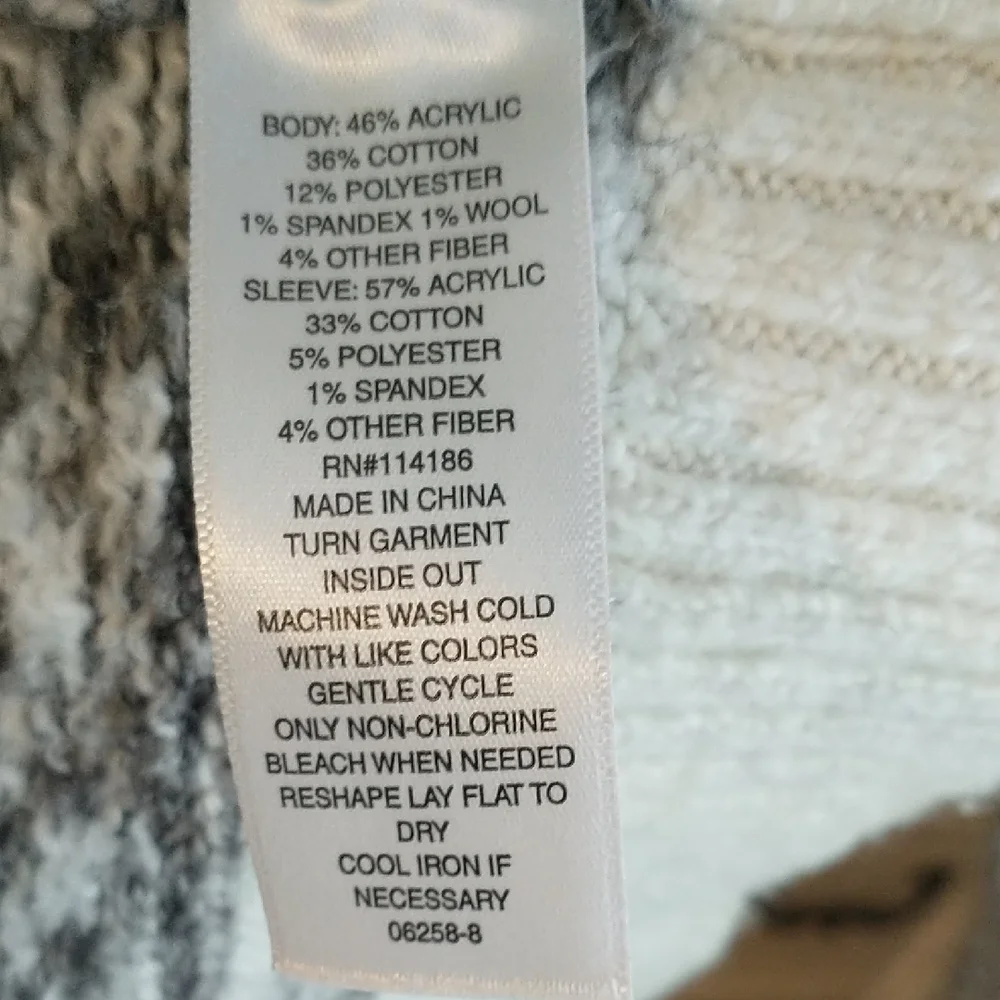 BODY: 46% ACRYLIC
36% COTTON
12% POLYESTER
1% SPANDEX 1% WOOL
4% OTHER FIBER
SLEEVE: 57% ACRYLIC
33% COTTON
5% POLYESTER
1% SPANDEX
4% OTHER FIBER
RN#114186
MADE IN CHINA
TURN GARMENT
INSIDE OUT
MACHINE WASH COLD
WITH LIKE COLORS
GENTLE CYCLE
ONLY NON-CHLORINE
BLEACH WHEN NEEDED
RESHAPE LAY FLAT TO
DRY
COOL IRON IF
NECESSARY
06258-8